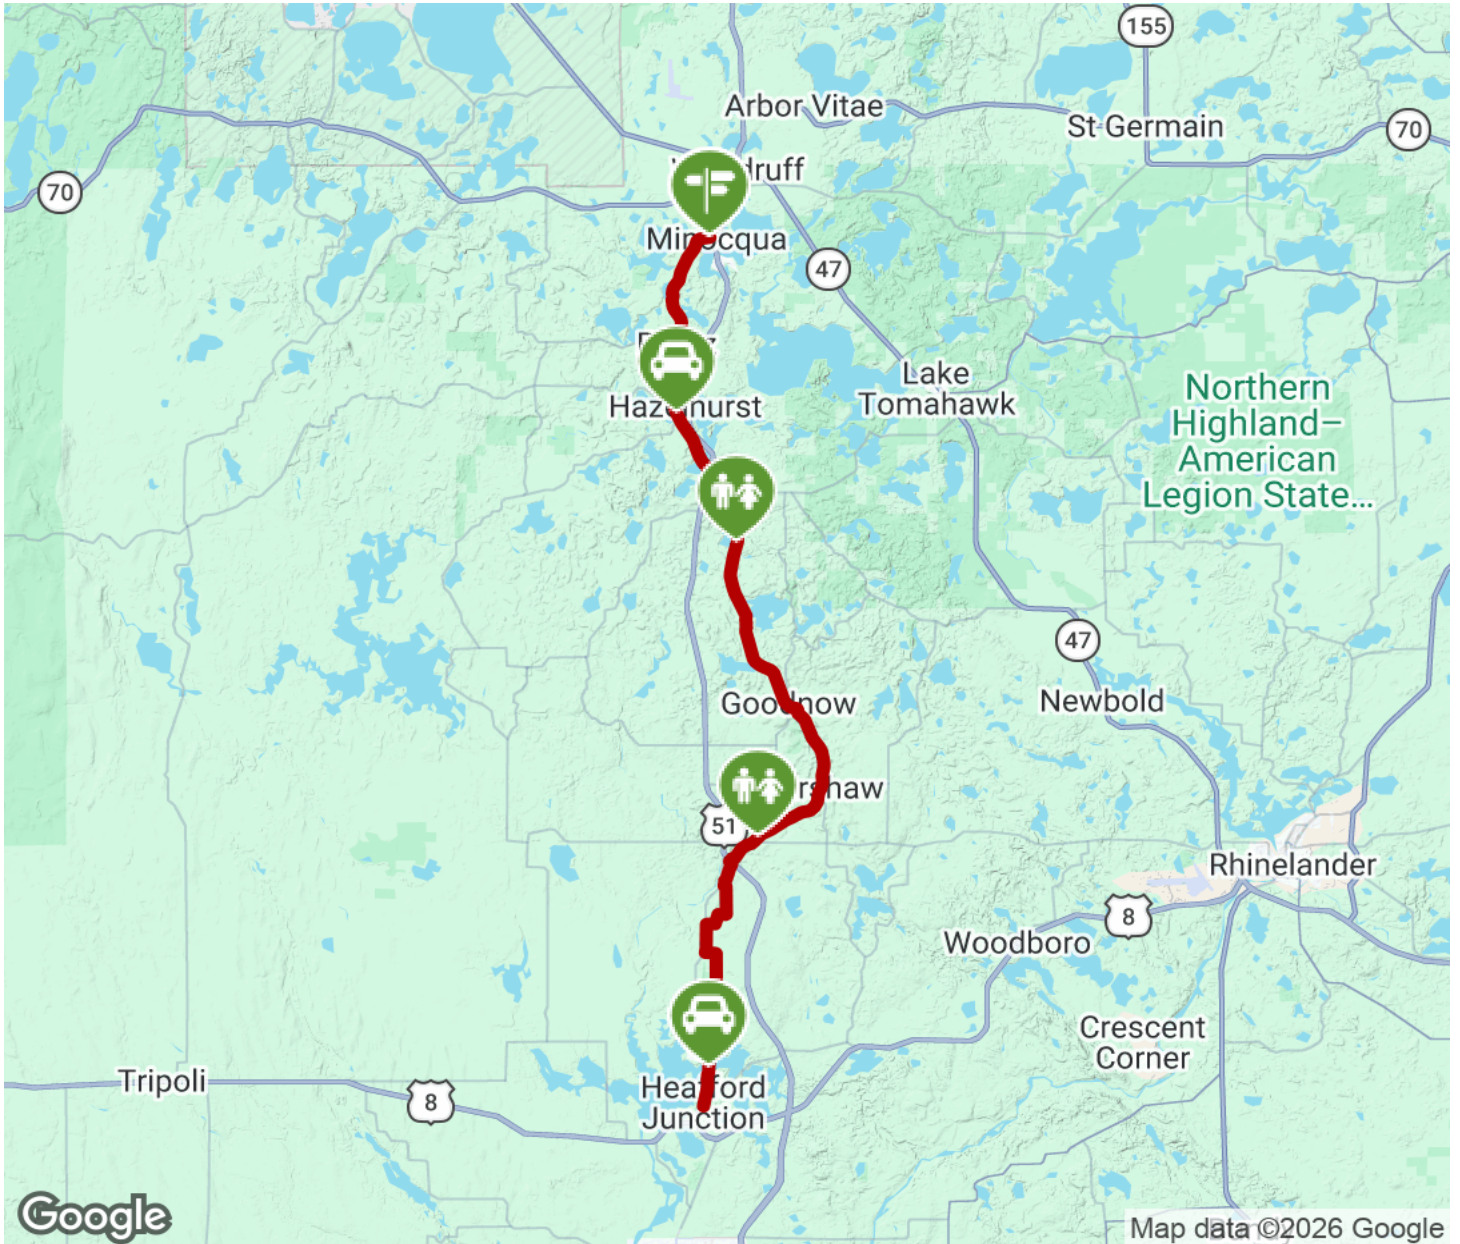 155
Arbor Vitae
St Germain
70
70
Minocqua
47
Lake
Tomahawk
Northern
Highland–
American
Legion State...
Hazelhurst
47
Goodnow
Newbold
51
Rhinelander
8
Woodboro
Crescent
Corner
Tripoli
8
Heafford
Junction
Google
Map data ©2026 Google